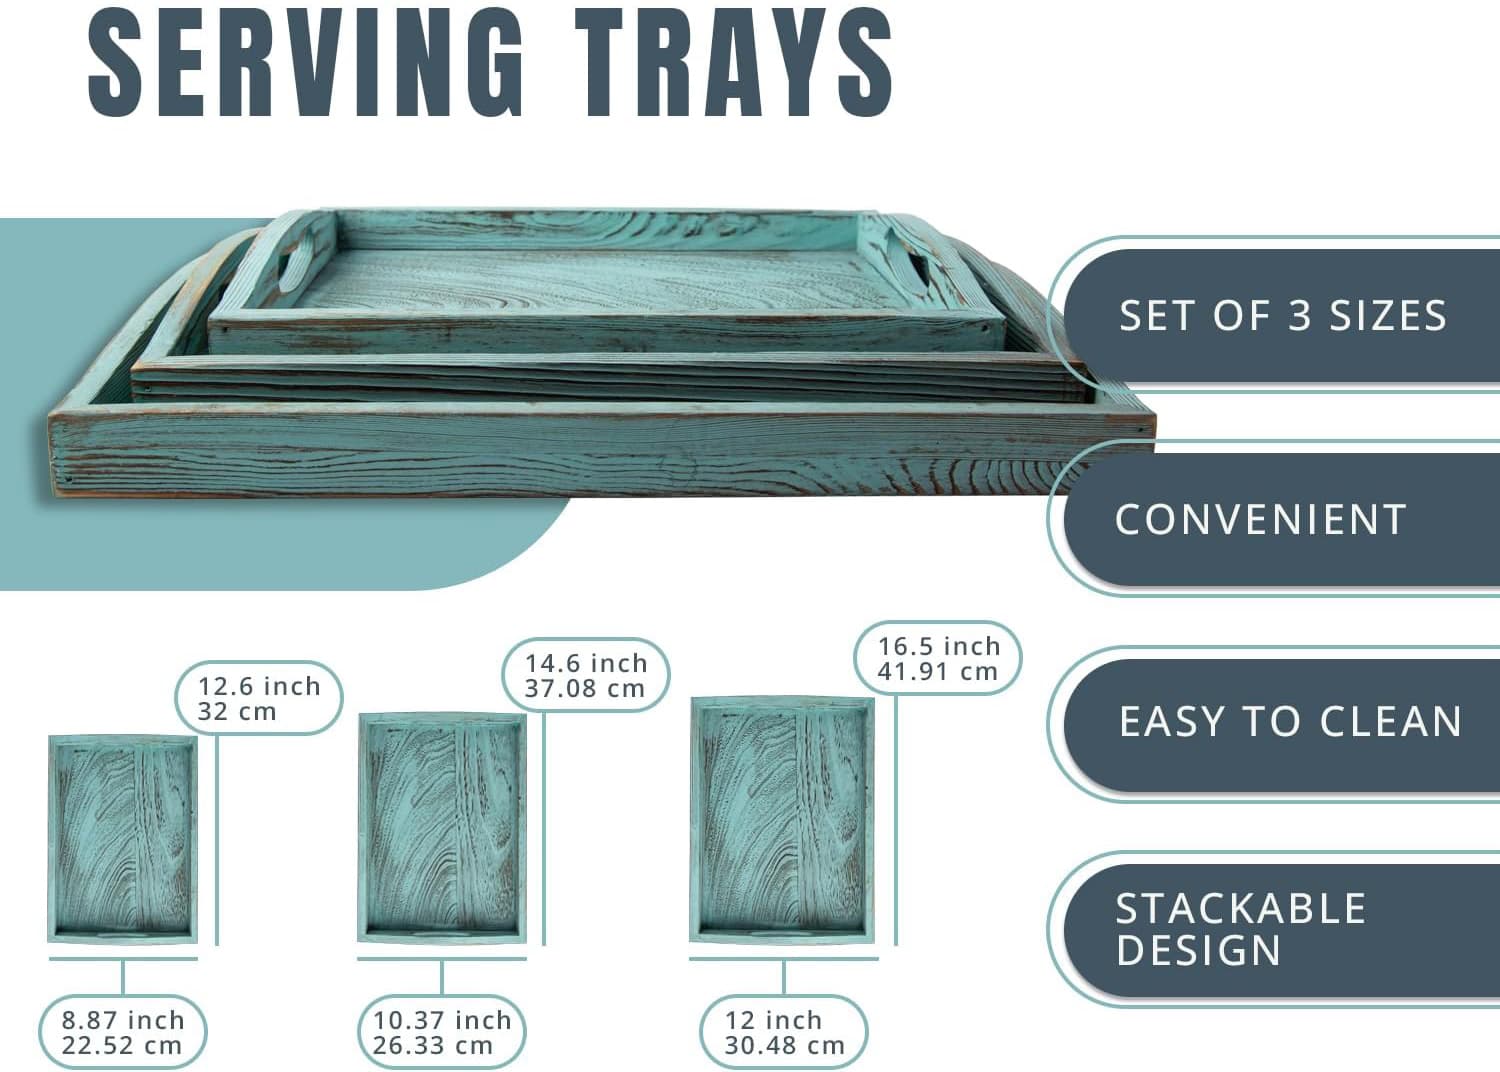 SERVING TRAYS
SET OF 3 SIZES
CONVENIENT
EASY TO CLEAN
STACKABLE
DESIGN
12.6 inch
32 cm
14.6 inch
37.08 cm
16.5 inch
41.91 cm
8.87 inch
22.52 cm
10.37 inch
26.33 cm
12 inch
30.48 cm